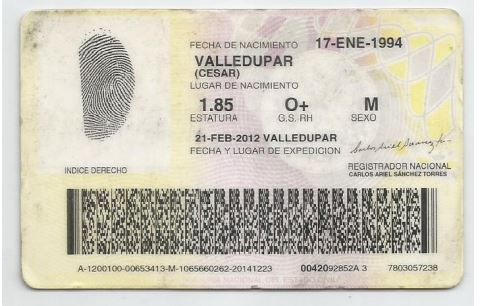 FECHA DE NACIMIENTO 17-ENE-1994
VALLEDUPAR
(CESAR)
LUGAR DE NACIMIENTO
1.85 O+ M
ESTATURA G.S. RH SEXO
21-FEB-2012 VALLEDUPAR
FECHA Y LUGAR DE EXPEDICION
INDICE DERECHO
REGISTRADOR NACIONAL
CARLOS ARIEL SÁNCHEZ TORRES
A-1200100-00653413-M-1065660262-20141223 0042092852A 3 7803057238